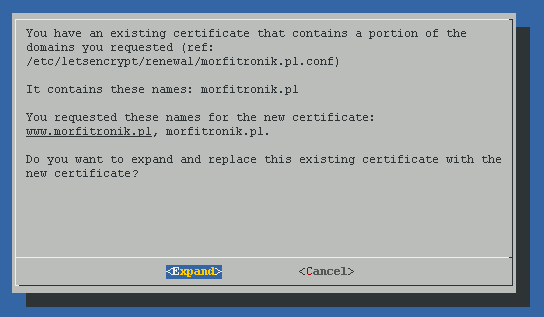 You have an existing certificate that contains a portion of the
domains you requested (ref:
/etc/letsencrypt/renewal/morfitronik.pl.conf)
It contains these names: morfitronik.pl
You requested these names for the new certificate:
www.morfitronik.pl, morfitronik.pl.
Do you want to expand and replace this existing certificate with the
new certificate?
<Expand> <Cancel>